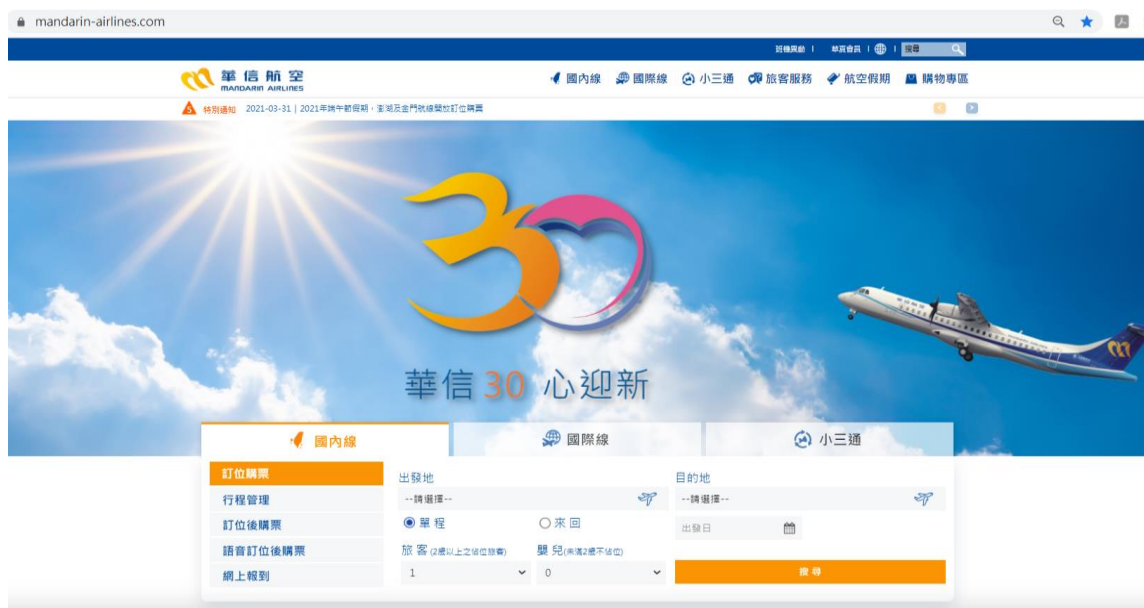 mandarin-airlines.com
班機異動 | 華夏會員 | | 搜尋
華信航空
MANDARIN AIRLINES
國內線 國際線 小三通 旅客服務 航空假期 購物專區
特別通知 2021-03-31 | 2021年端午節假期，澎湖及金門航線開放訂位購票
30
華信 30 心迎新
國內線 國際線 小三通
訂位購票
行程管理
訂位後購票
語音訂位後購票
網上報到
出發地 目的地
--請選擇-- --請選擇--
單程 來回 出發日
旅客(2歲以上之佔位旅客) 嬰兒(未滿2歲不佔位)
1 0 搜尋